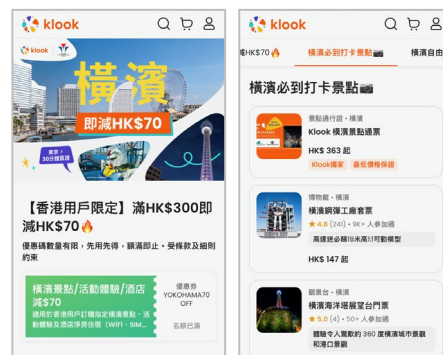 klook
klook
橫濱
即減HK$70
東京 ›
30分鐘直達
【香港用戶限定】滿HK$300即
減HK$70🔥
優惠碼數量有限，先用先得，額滿即止・受條款及細則
約束
橫濱景點/活動體驗/酒店
減$70
適用於香港用戶訂購指定橫濱景點、活
動體驗及酒店淨房住宿（WiFi、SIM...
優惠券
YOKOHAMA70
OFF
名額已滿
klook
HK$70🔥
橫濱必到打卡景點📷
橫濱自由
橫濱必到打卡景點📷
景點通行證・橫濱
Klook 橫濱景點通票
HK$ 363 起
Klook獨家
最低價格保證
博物館・橫濱
橫濱鋼彈工廠套票
★ 4.8 (241)・9K+ 人參加過
高達迷必睇!18米高1:1可動模型
HK$ 147 起
觀景台・橫濱
橫濱海洋塔展望台門票
★ 5.0 (4)・50+ 人參加過
體驗令人驚歎的 360 度橫濱城市景觀
和港口景觀